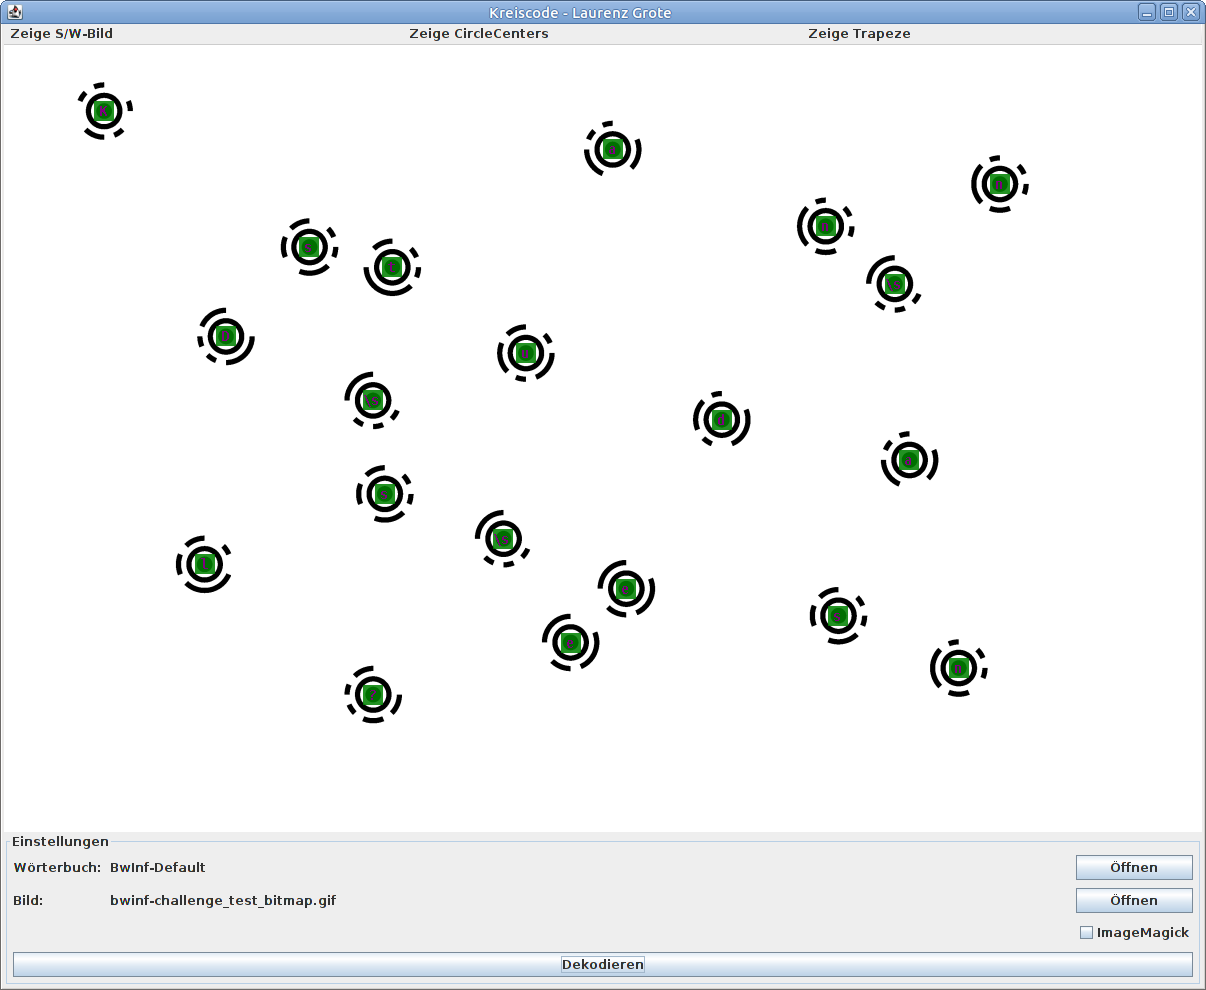 Kreiscode - Laurenz Grote
Zeige S/W-Bild Zeige CircleCenters Zeige Trapeze
Einstellungen
Wörterbuch: BwInf-Default Öffnen
Bild: bwinf-challenge_test_bitmap.gif Öffnen
ImageMagick
Dekodieren